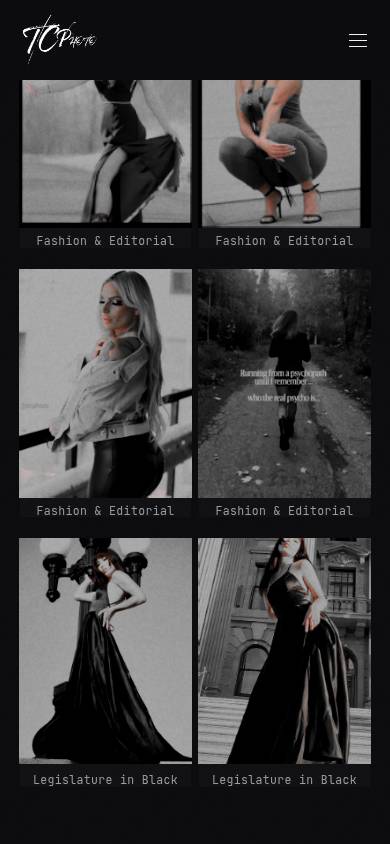 TCP
Fashion & Editorial
Fashion & Editorial
Running from a psychopath
until I remember...
who the real psycho is...
Fashion & Editorial
Fashion & Editorial
Legislature in Black
Legislature in Black